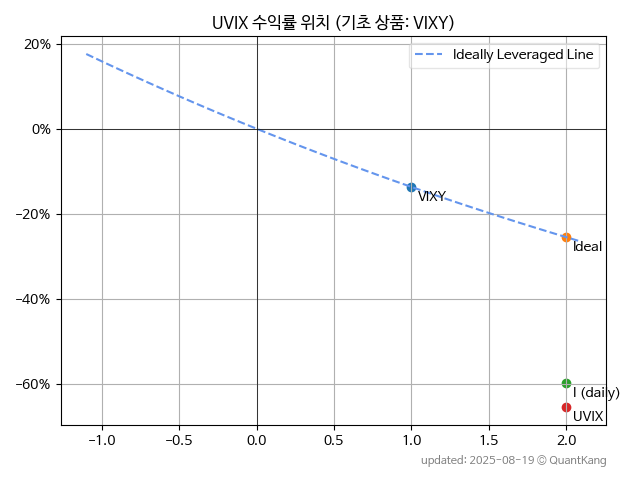 UVIX 수익률 위치 (기초 상품: VIXY)
20%
Ideally Leveraged Line
0%
VIXY
−20%
Ideal
−40%
−60%
l (daily)
UVIX
−1.0 −0.5 0.0 0.5 1.0 1.5 2.0
updated: 2025-08-19 © QuantKang